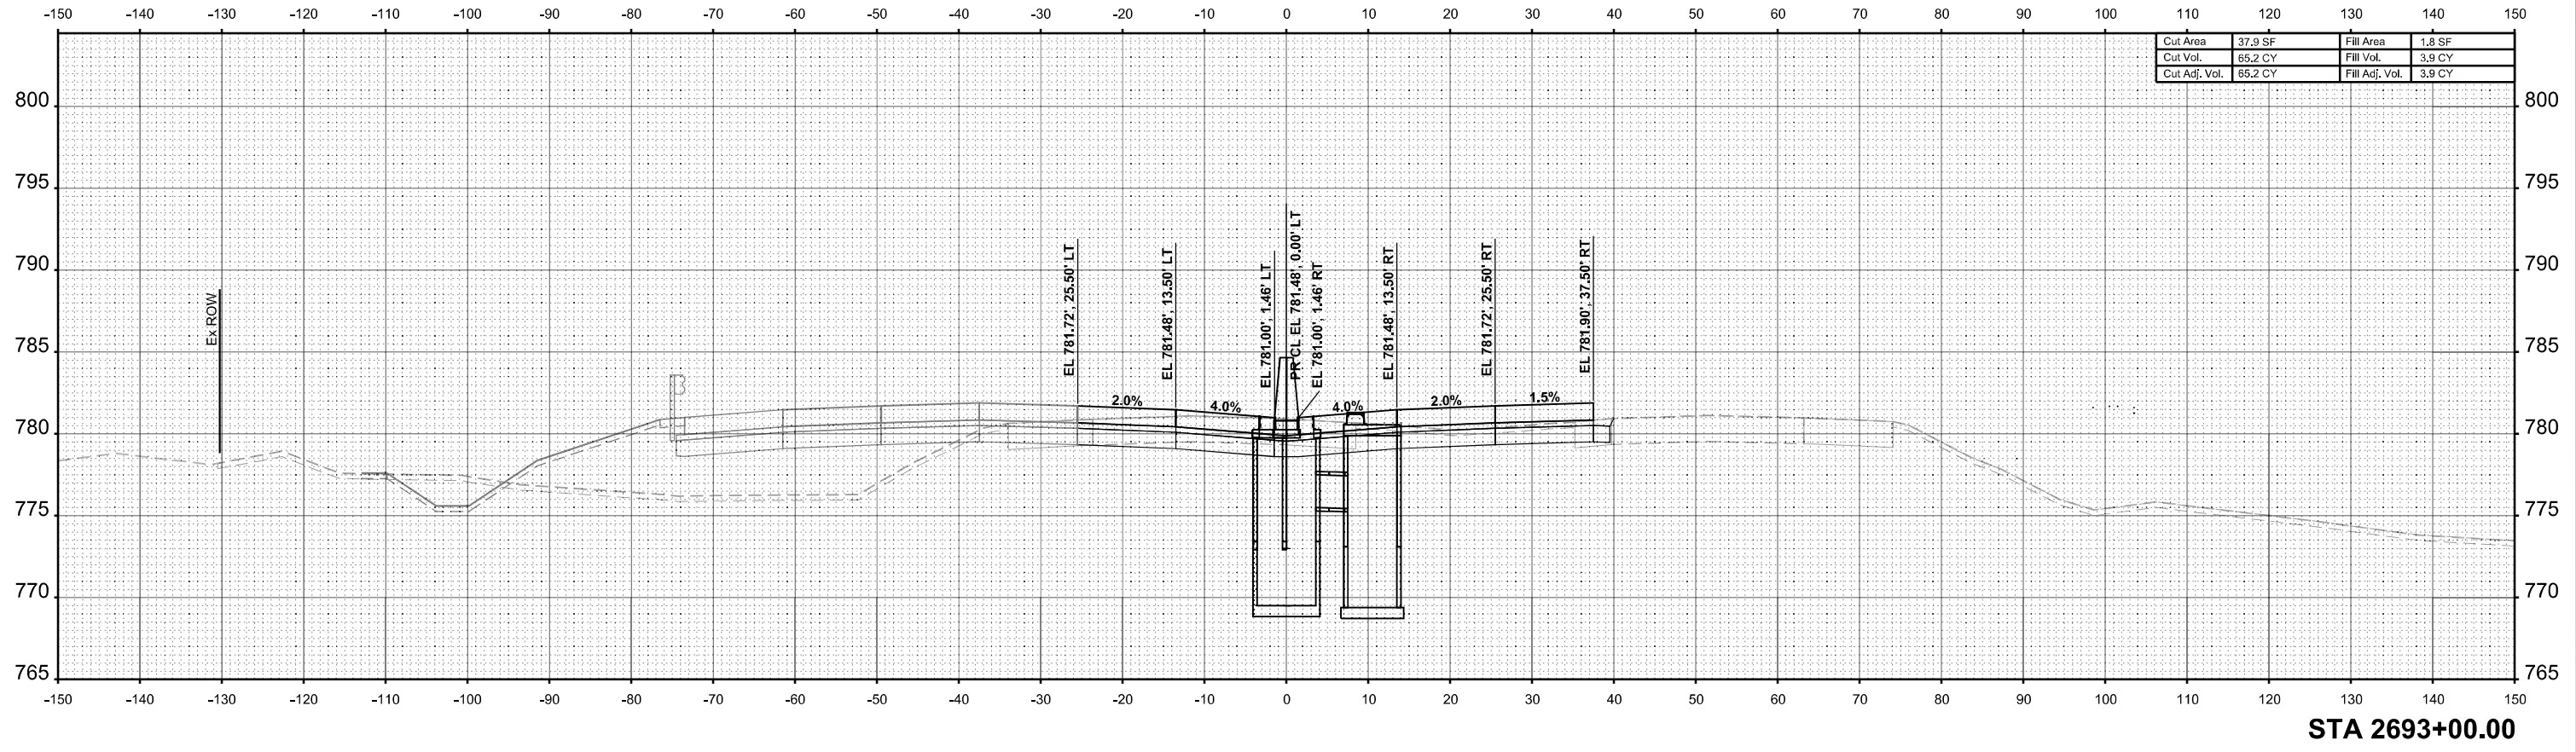 -150 -140 -130 -120 -110 -100 -90 -80 -70 -60 -50 -40 -30 -20 -10 0 10 20 30 40 50 60 70 80 90 100 110 120 130 140 150
Cut Area 37.9 SF Fill Area 1.8 SF
Cut Vol. 65.2 CY Fill Vol. 3.9 CY
Cut Adj. Vol. 65.2 CY Fill Adj. Vol. 3.9 CY
800 800
795 795
790 790
785 785
780 780
775 775
770 770
765 765
Ex ROW
EL 781.72', 25.50' LT
EL 781.48', 13.50' LT
EL 781.00', 1.46' LT
PR CL EL 781.48', 0.00' LT
EL 781.00', 1.46' RT
EL 781.48', 13.50' RT
EL 781.72', 25.50' RT
EL 781.90', 37.50' RT
2.0% 4.0% 4.0% 2.0% 1.5%
-150 -140 -130 -120 -110 -100 -90 -80 -70 -60 -50 -40 -30 -20 -10 0 10 20 30 40 50 60 70 80 90 100 110 120 130 140 150
STA 2693+00.00